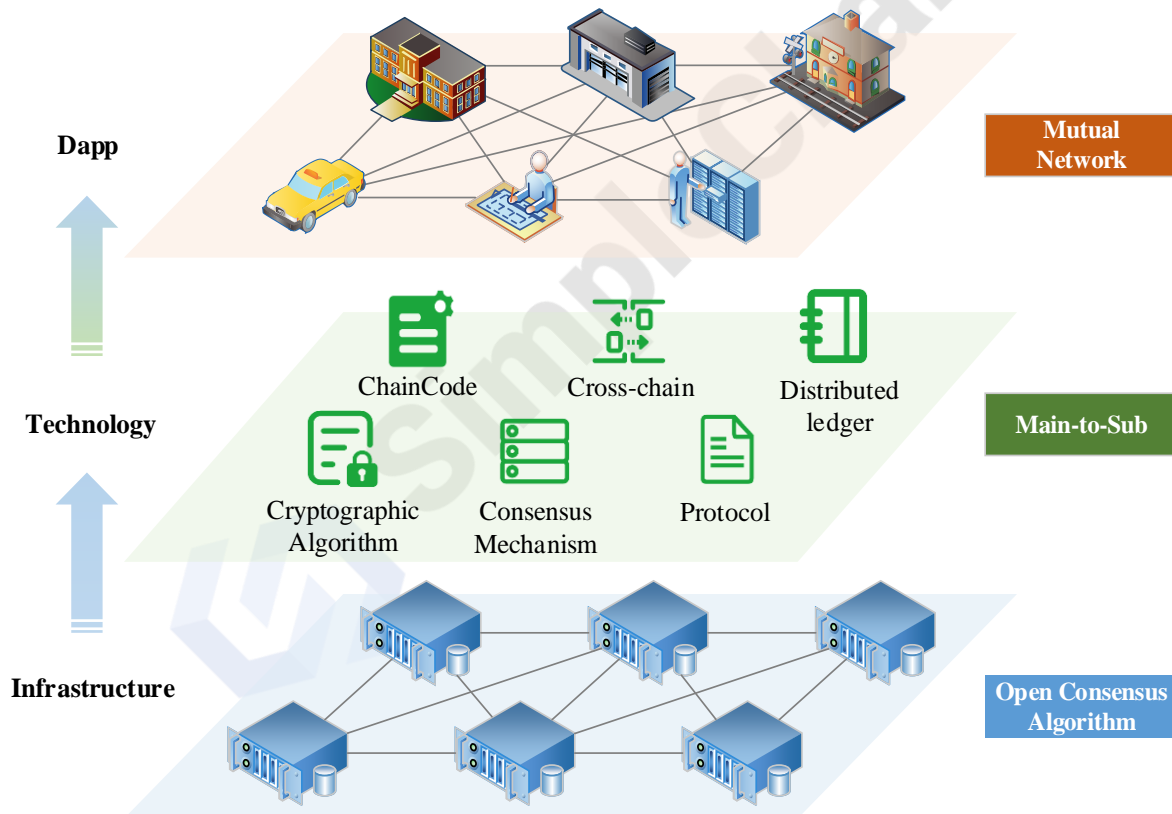 Dapp
Mutual
Network
ChainCode
Cross-chain
Distributed
ledger
Technology
Main-to-Sub
Cryptographic
Algorithm
Consensus
Mechanism
Protocol
Infrastructure
Open Consensus
Algorithm
SimpleChain